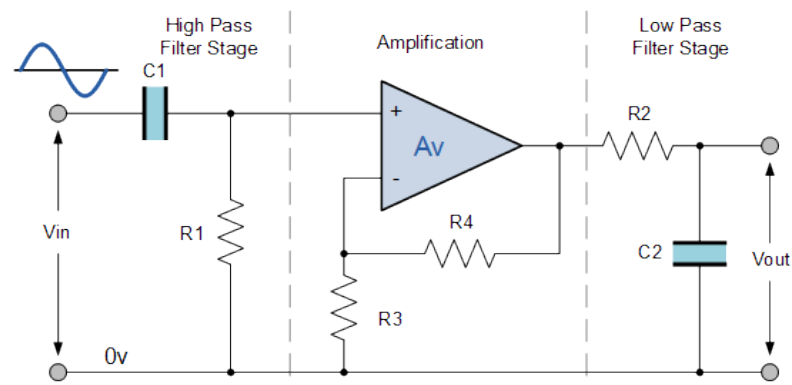 High Pass
Filter Stage
Amplification
Low Pass
Filter Stage
C1
R2
+
Av
-
R4
Vin
R1
C2
Vout
R3
0v